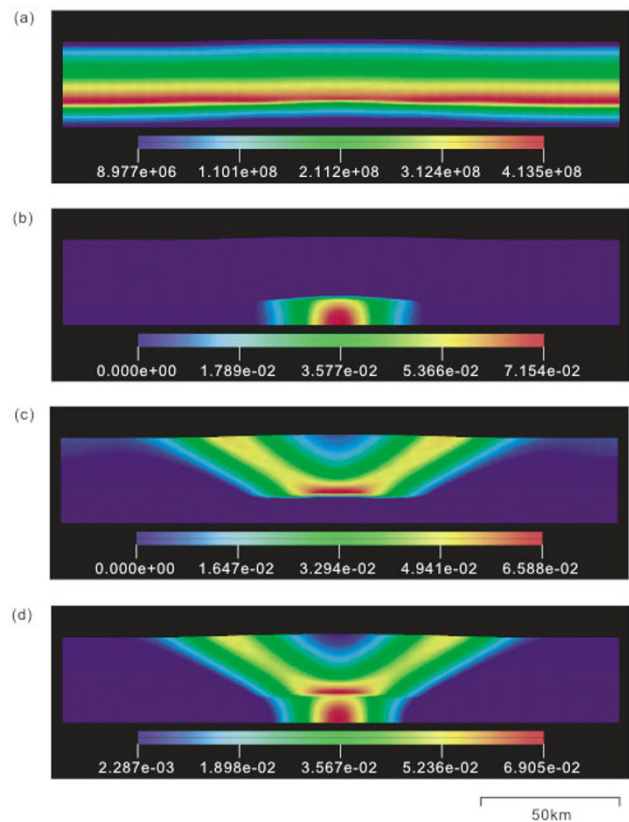 (a)
8.977e+06 1.101e+08 2.112e+08 3.124e+08 4.135e+08
(b)
0.000e+00 1.789e-02 3.577e-02 5.366e-02 7.154e-02
(c)
0.000e+00 1.647e-02 3.294e-02 4.941e-02 6.588e-02
(d)
2.287e-03 1.898e-02 3.567e-02 5.236e-02 6.905e-02
50km